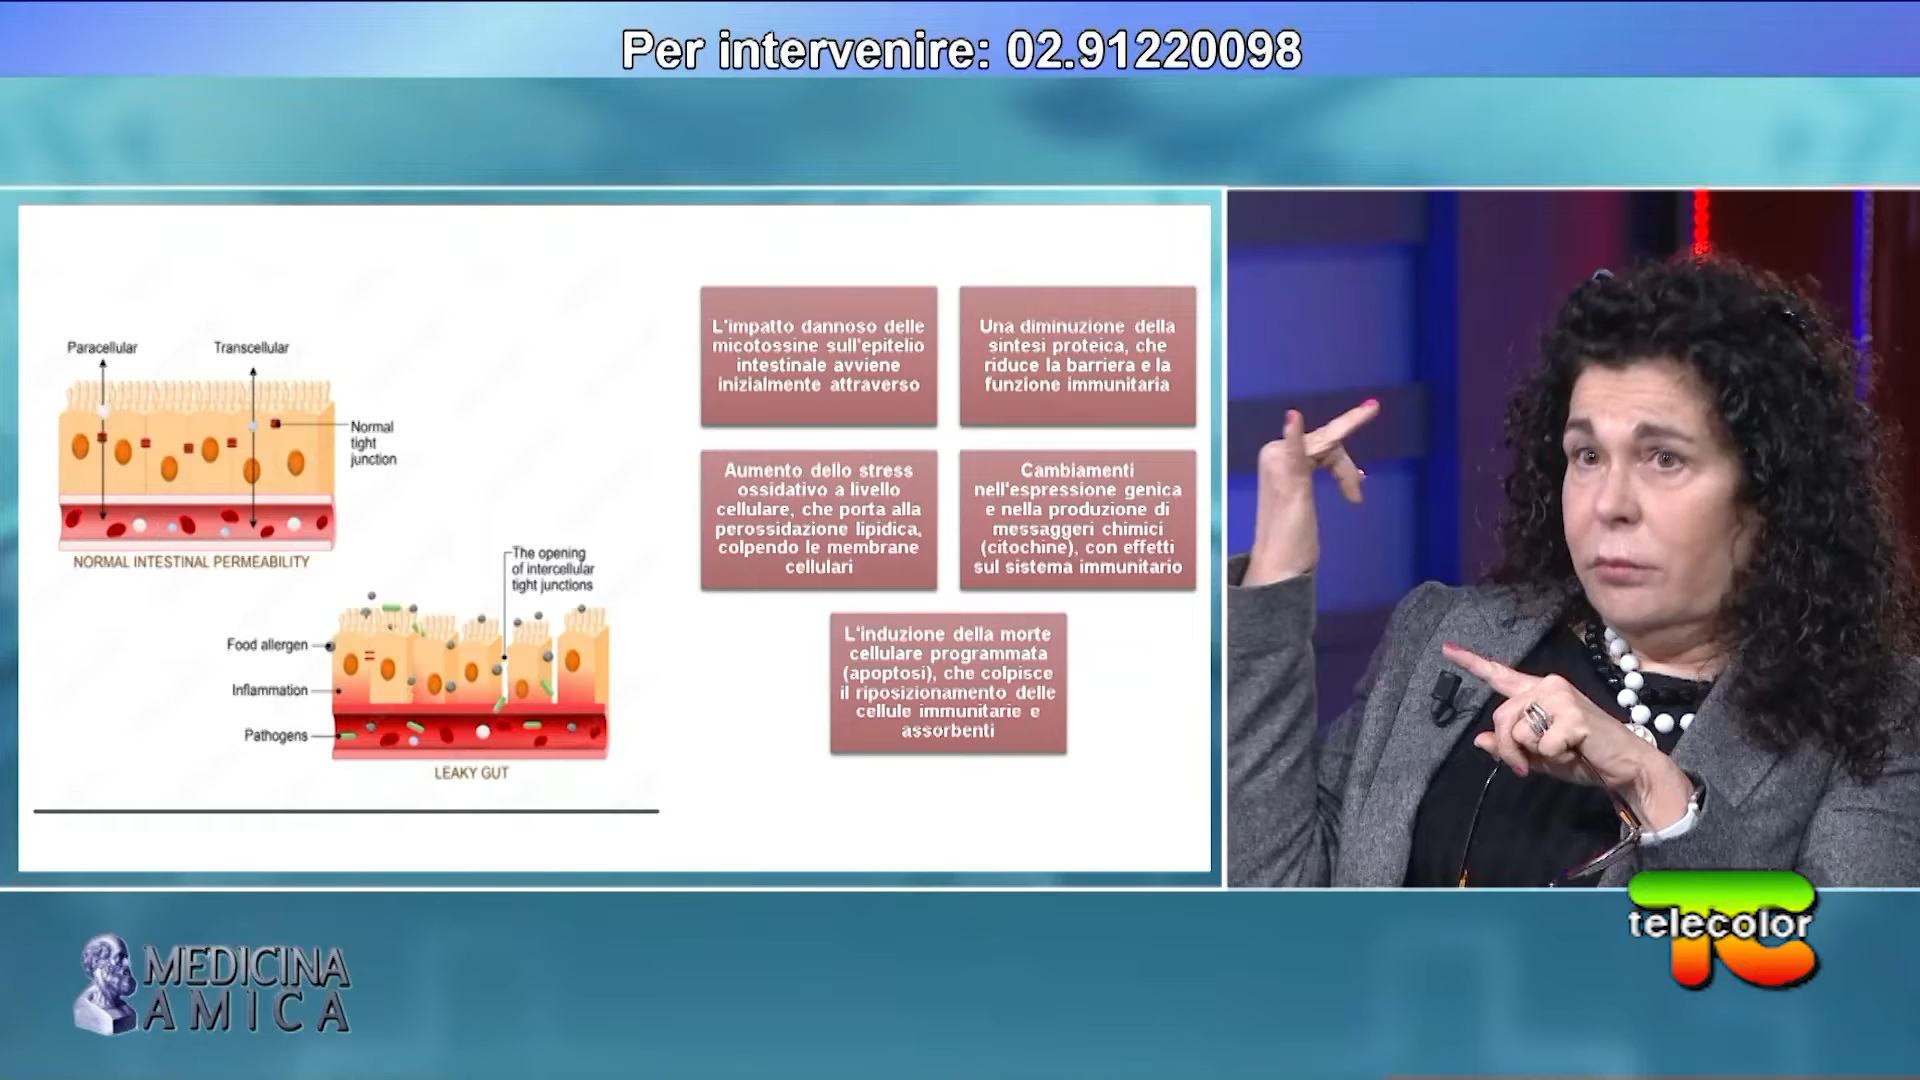 Per intervenire: 02.91220098
Paracellular
Transcellular
Normal
tight
junction
NORMAL INTESTINAL PERMEABILITY
The opening
of intercellular
tight junctions
Food allergen
Inflammation
Pathogens
LEAKY GUT
L'impatto dannoso delle
micotossine sull'epitelio
intestinale avviene
inizialmente attraverso
Una diminuzione della
sintesi proteica, che
riduce la barriera e la
funzione immunitaria
Aumento dello stress
ossidativo a livello
cellulare, che porta alla
perossidazione lipidica,
colpendo le membrane
cellulari
Cambiamenti
nell'espressione genica
e nella produzione di
messaggeri chimici
(citochine), con effetti
sul sistema immunitario
L'induzione della morte
cellulare programmata
(apoptosi), che colpisce
il riposizionamento delle
cellule immunitarie e
assorbenti
telecolor
TC
MEDICINA
AMICA